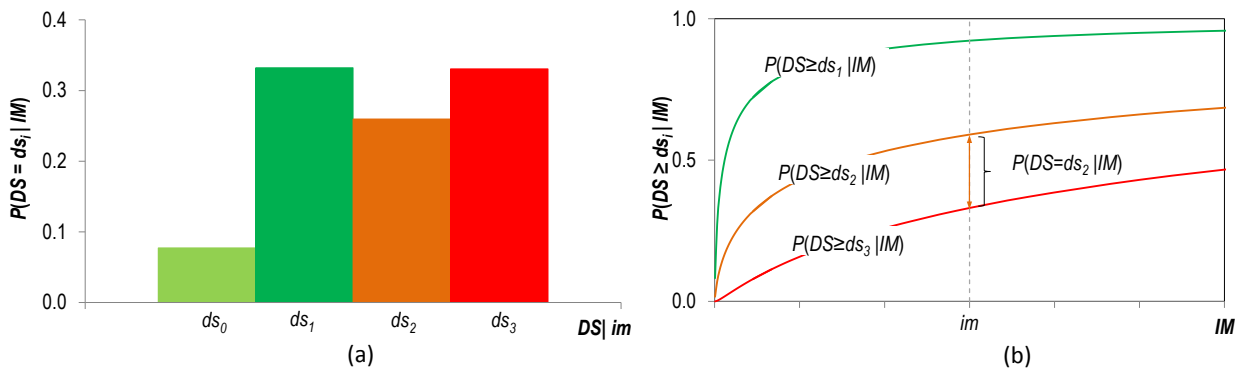 (a)
P(DS = dsi | IM)
0.4
0.3
0.2
0.1
0.0
ds0
ds1
ds2
ds3
DS| im
(b)
P(DS ≥ dsi | IM)
1.0
0.5
0.0
P(DS≥ds1 |IM)
P(DS≥ds2 |IM)
P(DS=ds2 |IM)
P(DS≥ds3 |IM)
im
IM